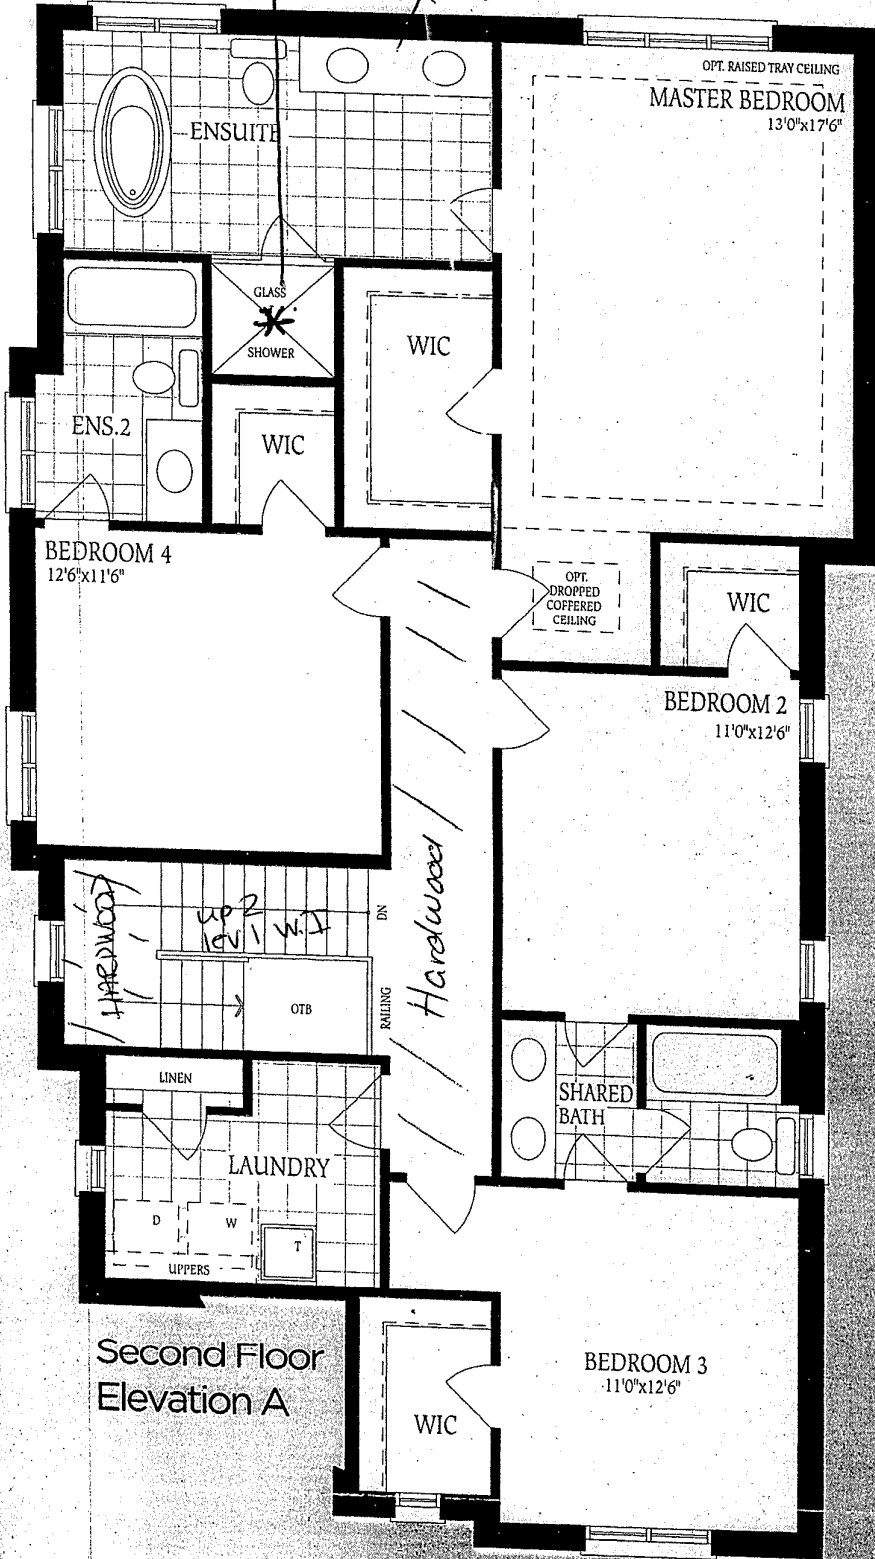 OPT. RAISED TRAY CEILING
MASTER BEDROOM
13'0"x17'6"
ENSUITE
GLASS
SHOWER
WIC
ENS.2
WIC
BEDROOM 4
12'6"x11'6"
OPT.
DROPPED
COFFERED
CEILING
WIC
BEDROOM 2
11'0"x12'6"
HARDWOOD
up 2
lev 1 W.I
DN
Hardwood
OTB
RAILING
LINEN
SHARED
BATH
LAUNDRY
D
W
T
UPPERS
Second Floor
Elevation A
BEDROOM 3
11'0"x12'6"
WIC